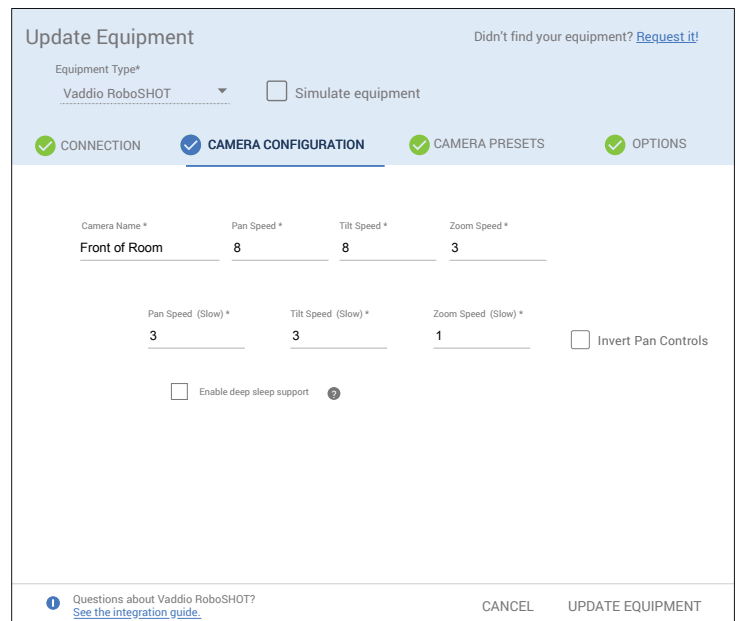 Update Equipment
Didn't find your equipment? Request it!
Equipment Type*
Vaddio RoboSHOT
Simulate equipment
CONNECTION
CAMERA CONFIGURATION
CAMERA PRESETS
OPTIONS
Camera Name *
Pan Speed *
Tilt Speed *
Zoom Speed *
Front of Room
8
8
3
Pan Speed (Slow) *
Tilt Speed (Slow) *
Zoom Speed (Slow) *
3
3
1
Invert Pan Controls
Enable deep sleep support
?
Questions about Vaddio RoboSHOT?
See the integration guide.
CANCEL
UPDATE EQUIPMENT